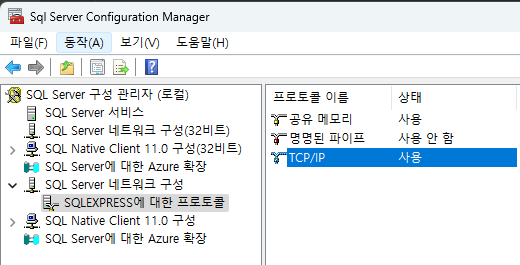 Sql Server Configuration Manager
파일(F) 동작(A) 보기(V) 도움말(H)
SQL Server 구성 관리자 (로컬)
SQL Server 서비스
SQL Server 네트워크 구성(32비트)
SQL Native Client 11.0 구성(32비트)
SQL Server에 대한 Azure 확장
SQL Server 네트워크 구성
SQLEXPRESS에 대한 프로토콜
SQL Native Client 11.0 구성
SQL Server에 대한 Azure 확장
프로토콜 이름 상태
공유 메모리 사용
명명된 파이프 사용 안 함
TCP/IP 사용